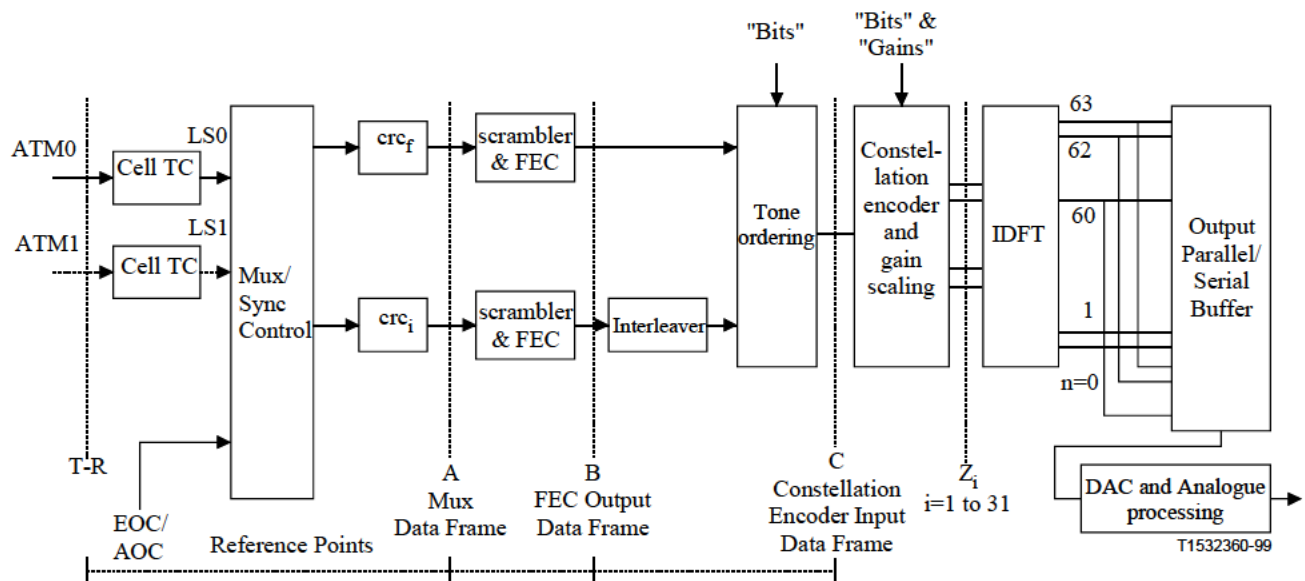 "Bits"
"Bits" &
"Gains"
ATM0
Cell TC
LS0
ATM1
Cell TC
LS1
Mux/
Sync
Control
crc_f
scrambler
& FEC
crc_i
scrambler
& FEC
Interleaver
Tone
ordering
Constel-
lation
encoder
and
gain
scaling
IDFT
63
62
60
1
n=0
Output
Parallel/
Serial
Buffer
T-R
EOC/
AOC
Reference Points
A
Mux
Data Frame
B
FEC Output
Data Frame
C
Constellation
Encoder Input
Data Frame
Z_i
i=1 to 31
DAC and Analogue
processing
T1532360-99